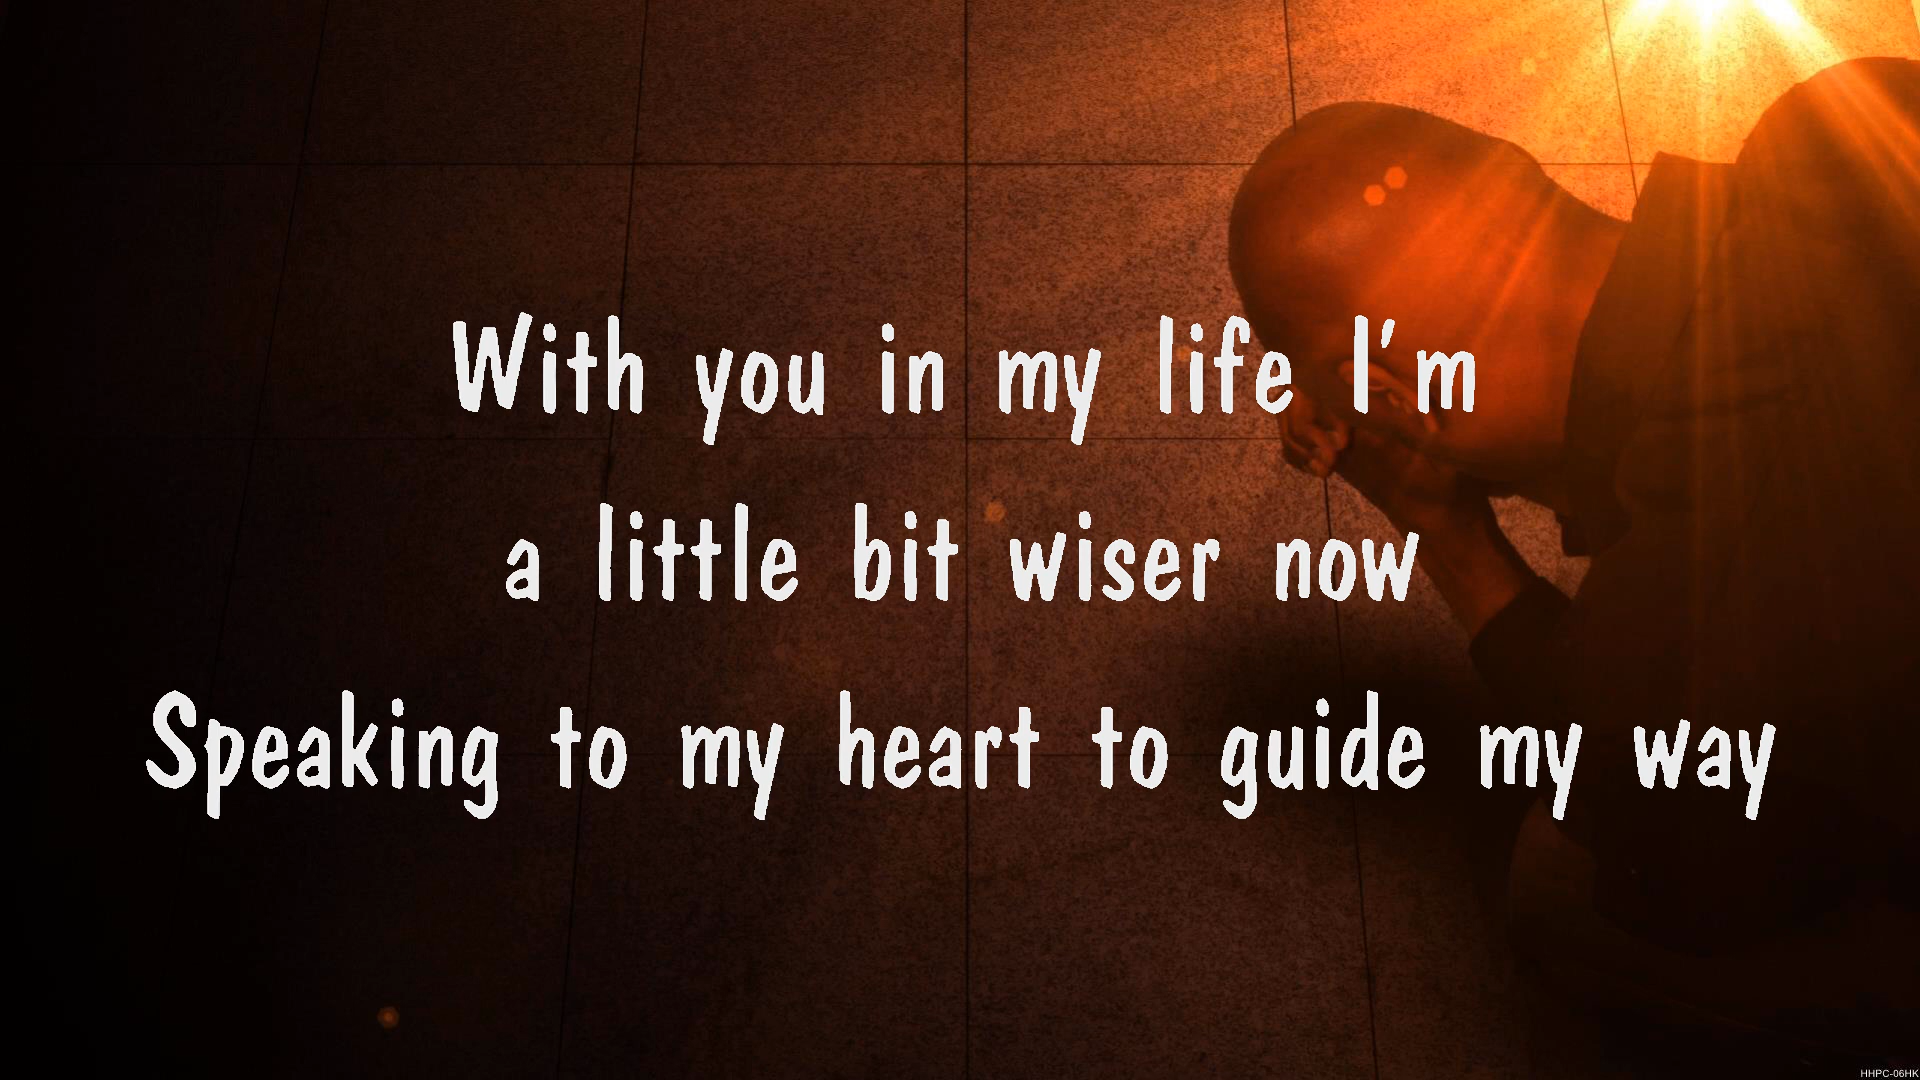 With you in my life I'm
a little bit wiser now
Speaking to my heart to guide my way
HHPC-06HK